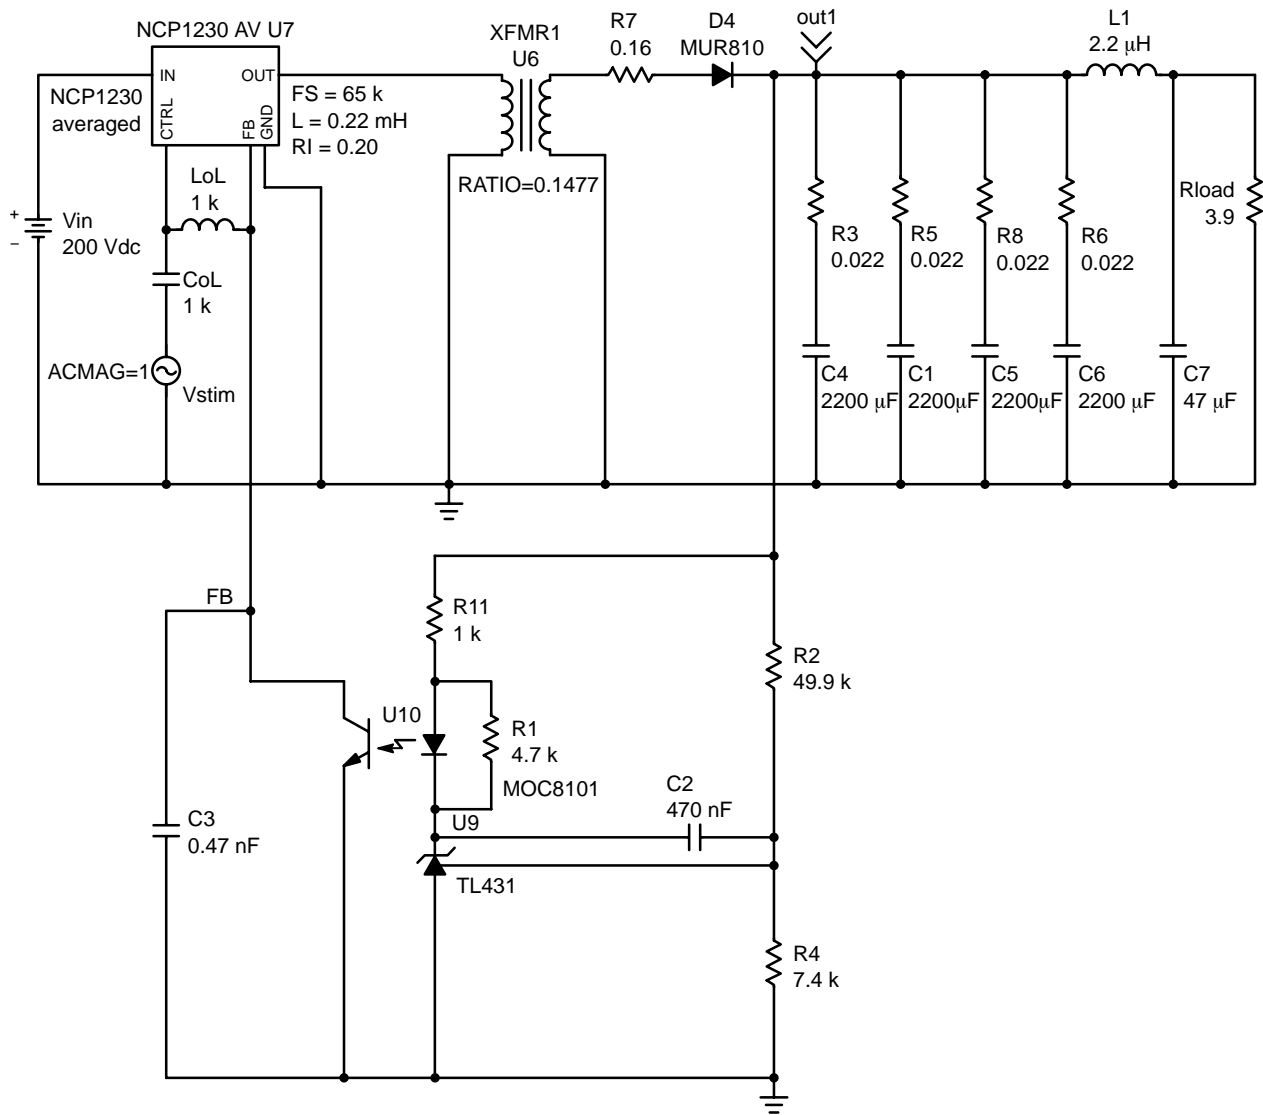 NCP1230 AV U7
IN
OUT
CTRL
FB
GND
NCP1230
averaged
FS = 65 k
L = 0.22 mH
RI = 0.20
XFMR1
U6
RATIO=0.1477
R7
0.16
D4
MUR810
out1
L1
2.2 µH
LoL
1 k
+
−
Vin
200 Vdc
CoL
1 k
ACMAG=1
Vstim
R3
0.022
R5
0.022
R8
0.022
R6
0.022
Rload
3.9
C4
2200 µF
C1
2200µF
C5
2200µF
C6
2200 µF
C7
47 µF
FB
R11
1 k
R2
49.9 k
U10
R1
4.7 k
MOC8101
C2
470 nF
U9
C3
0.47 nF
TL431
R4
7.4 k